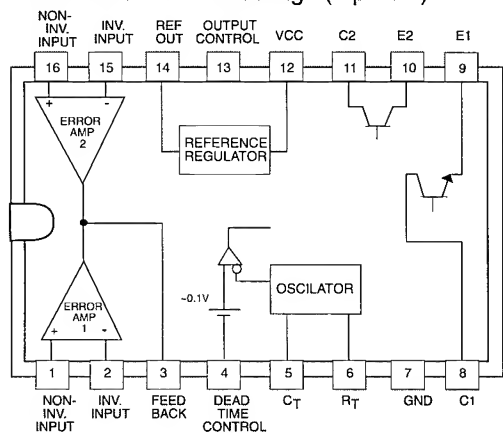 NON-
INV.
INPUT
INV.
INPUT
REF
OUT
OUTPUT
CONTROL
VCC
C2
E2
E1
16
15
14
13
12
11
10
9
+
-
ERROR
AMP
2
REFERENCE
REGULATOR
~0.1V
OSCILATOR
ERROR
AMP
1
+
-
1
2
3
4
5
6
7
8
NON-
INV.
INPUT
INV.
INPUT
FEED
BACK
DEAD
TIME
CONTROL
CT
RT
GND
C1